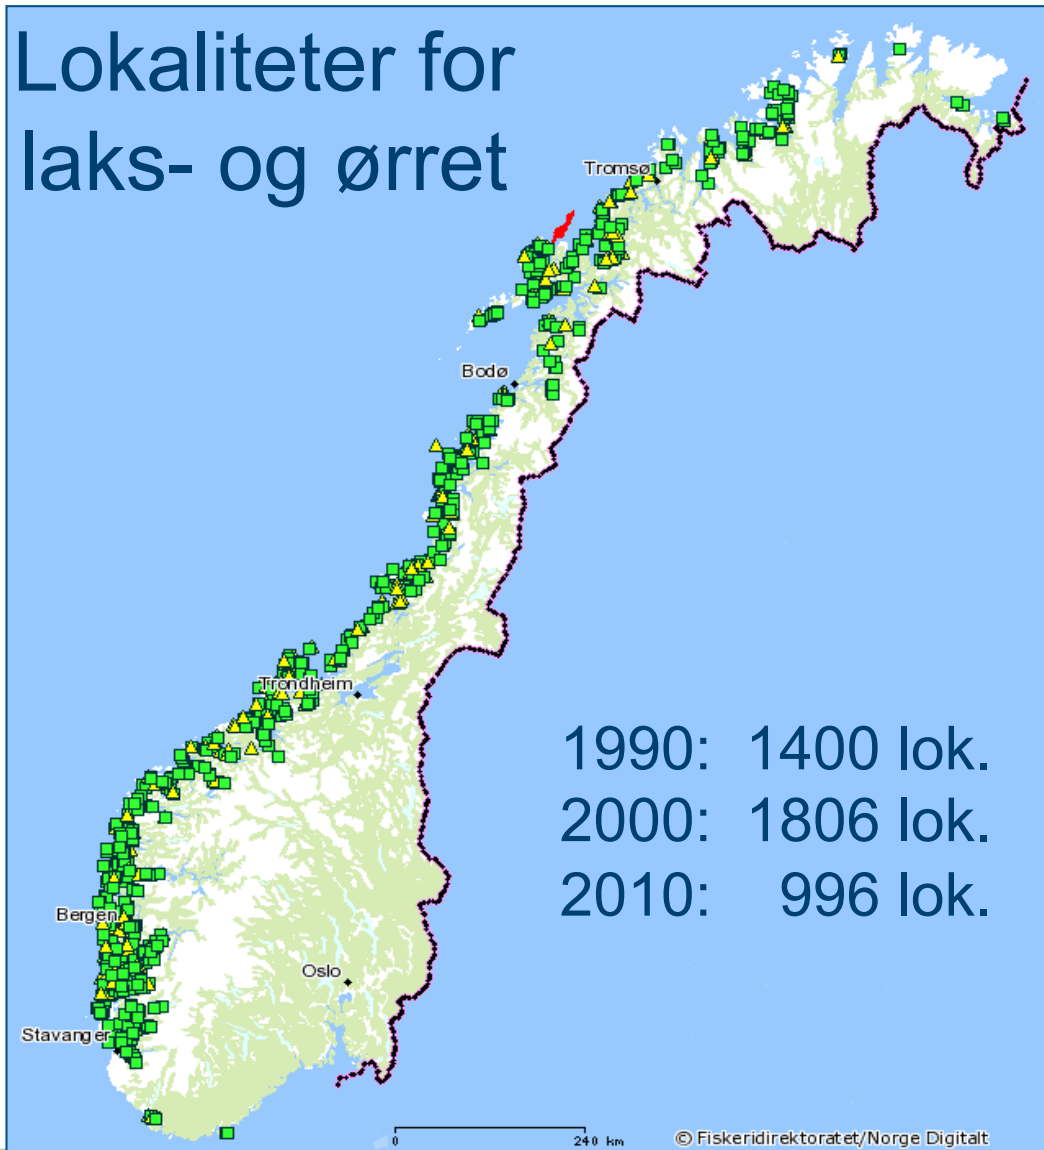 Lokaliteter for
laks- og ørret
Tromsø
Bodø
Trondheim
1990: 1400 lok.
2000: 1806 lok.
2010: 996 lok.
Bergen
Oslo
Stavanger
0 240 km
© Fiskeridirektoratet/Norge Digitalt